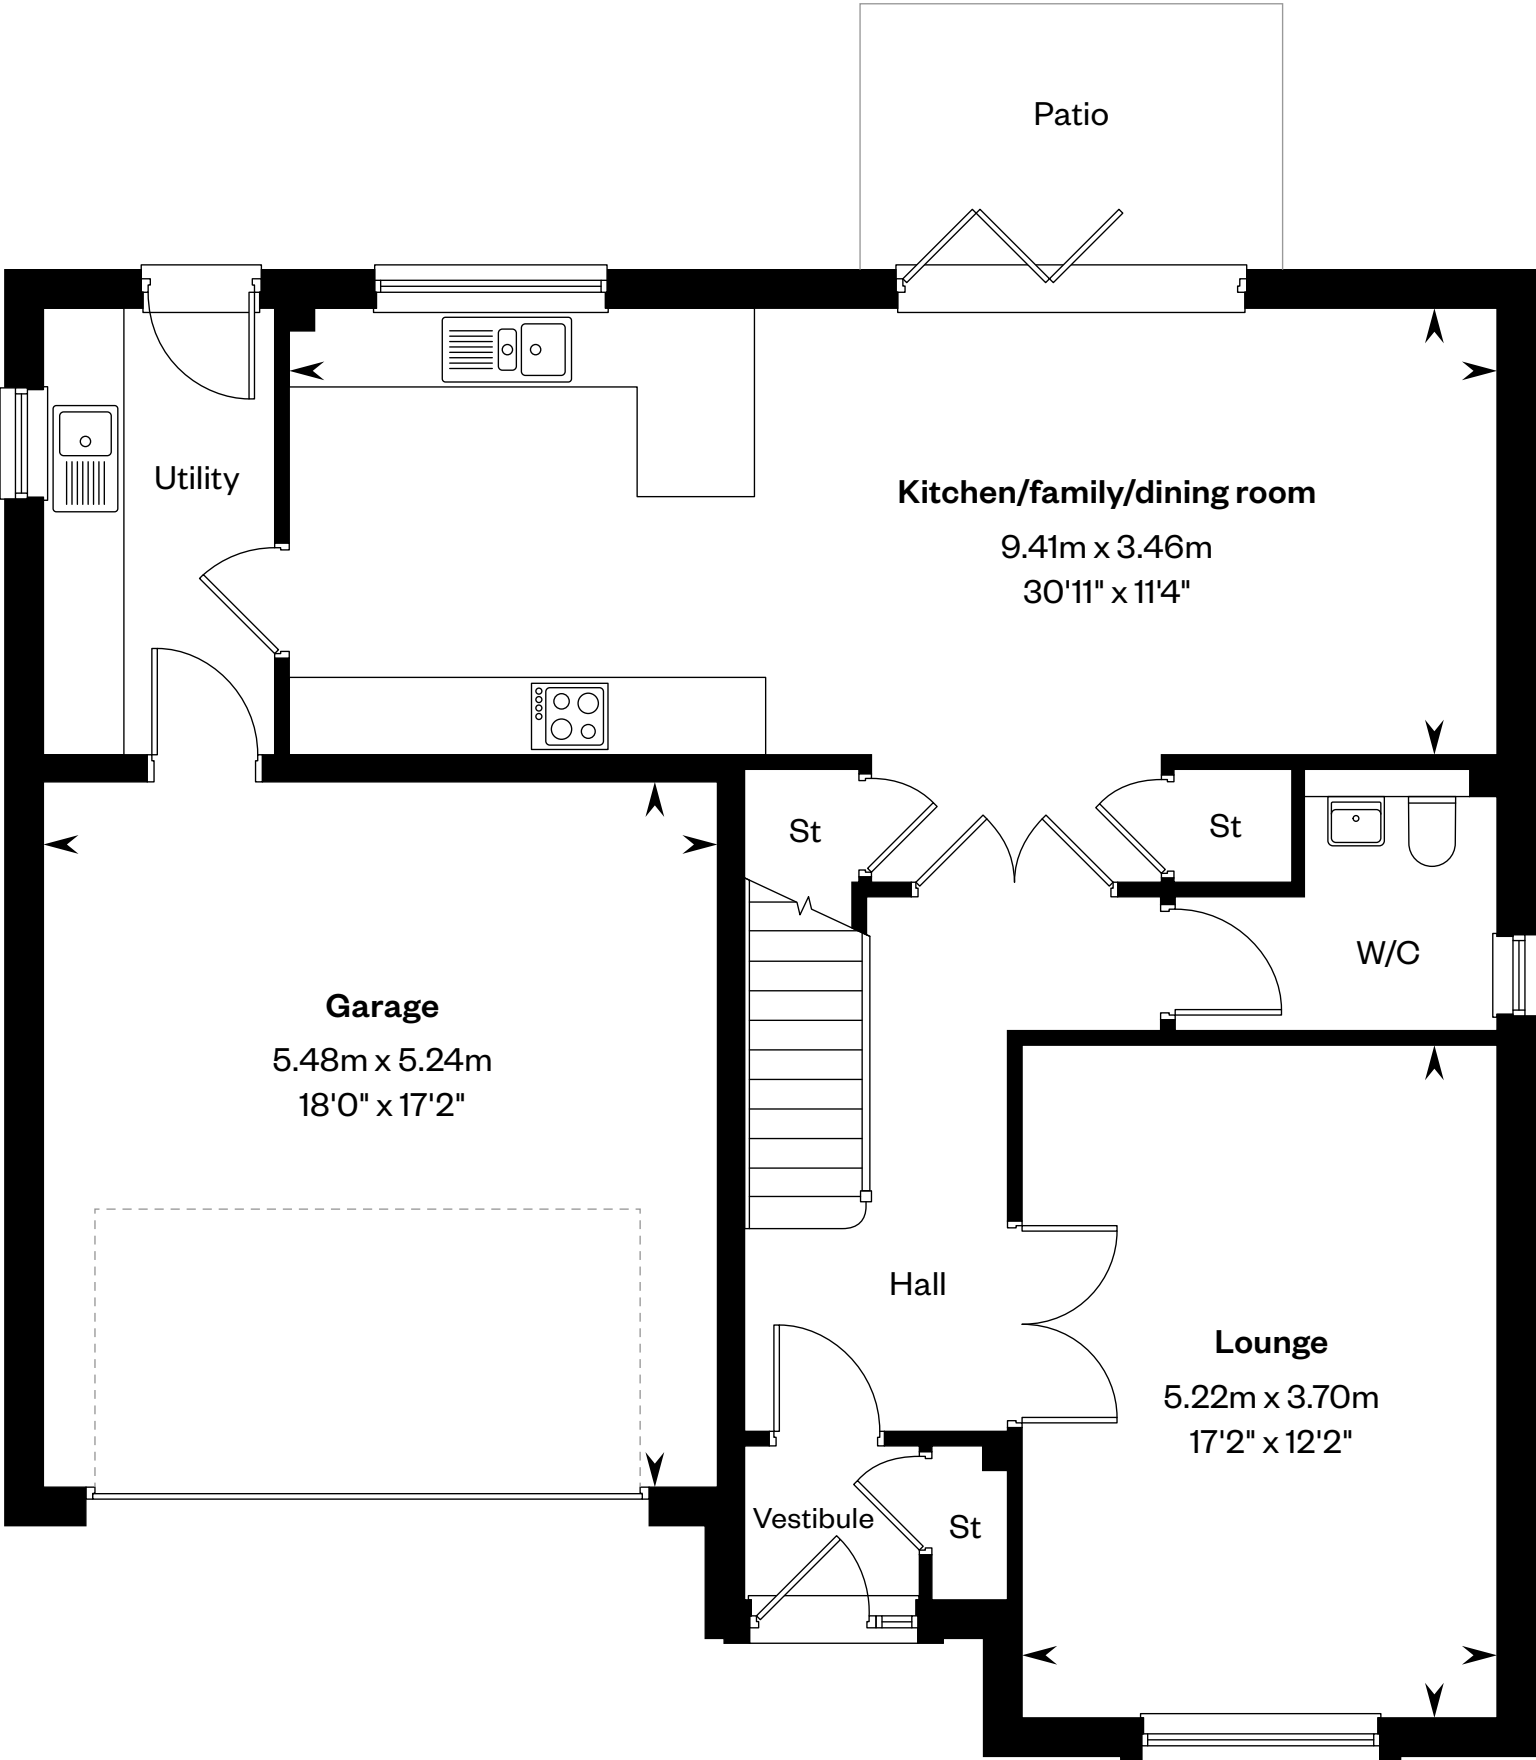 Patio
Utility
Kitchen/family/dining room
9.41m x 3.46m
30'11" x 11'4"
St
St
W/C
Garage
5.48m x 5.24m
18'0" x 17'2"
Hall
Lounge
5.22m x 3.70m
17'2" x 12'2"
Vestibule
St